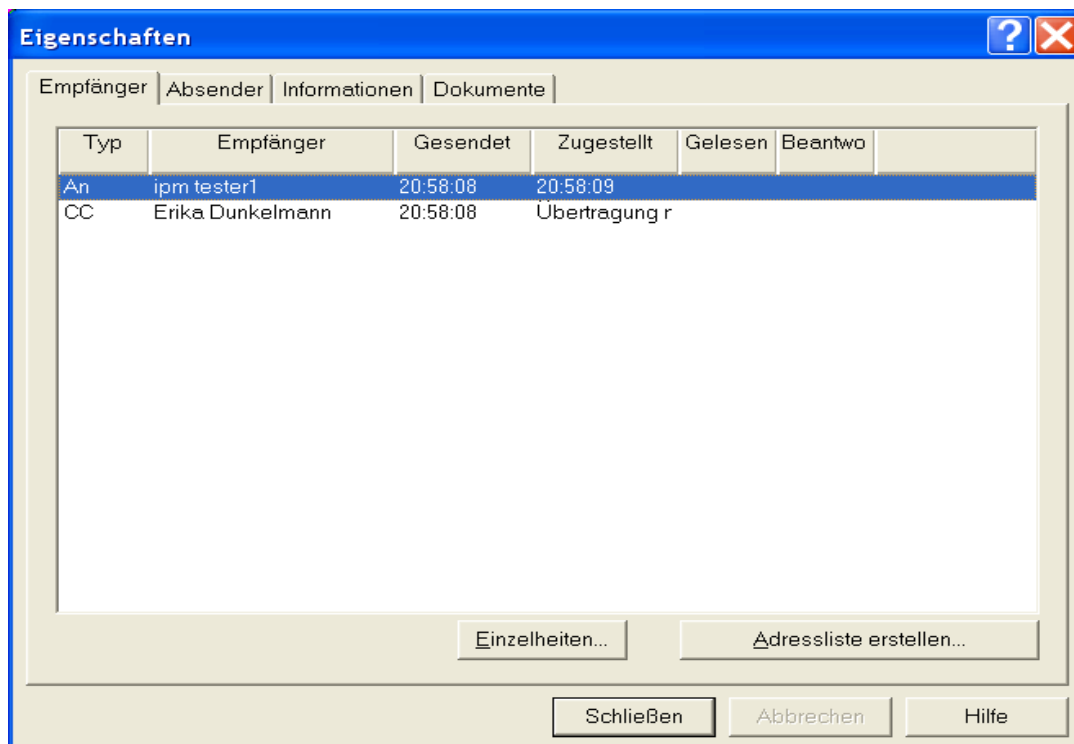 Eigenschaften
Empfänger Absender Informationen Dokumente
Typ Empfänger Gesendet Zugestellt Gelesen Beantwo
An ipm tester1 20:58:08 20:58:09
CC Erika Dunkelmann 20:58:08 Übertragung r
Einzelheiten... Adressliste erstellen...
Schließen Abbrechen Hilfe